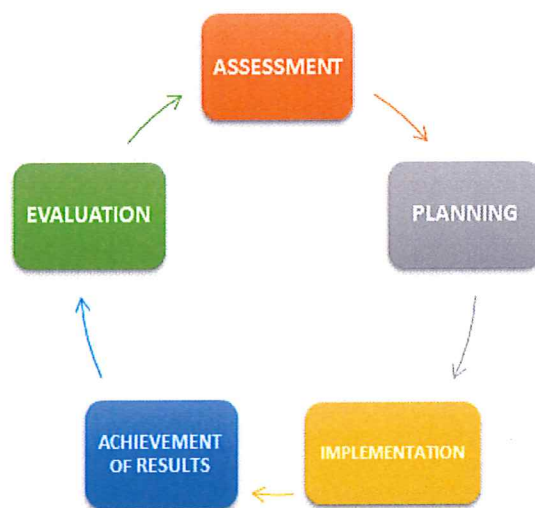 ASSESSMENT
PLANNING
IMPLEMENTATION
ACHIEVEMENT
OF RESULTS
EVALUATION